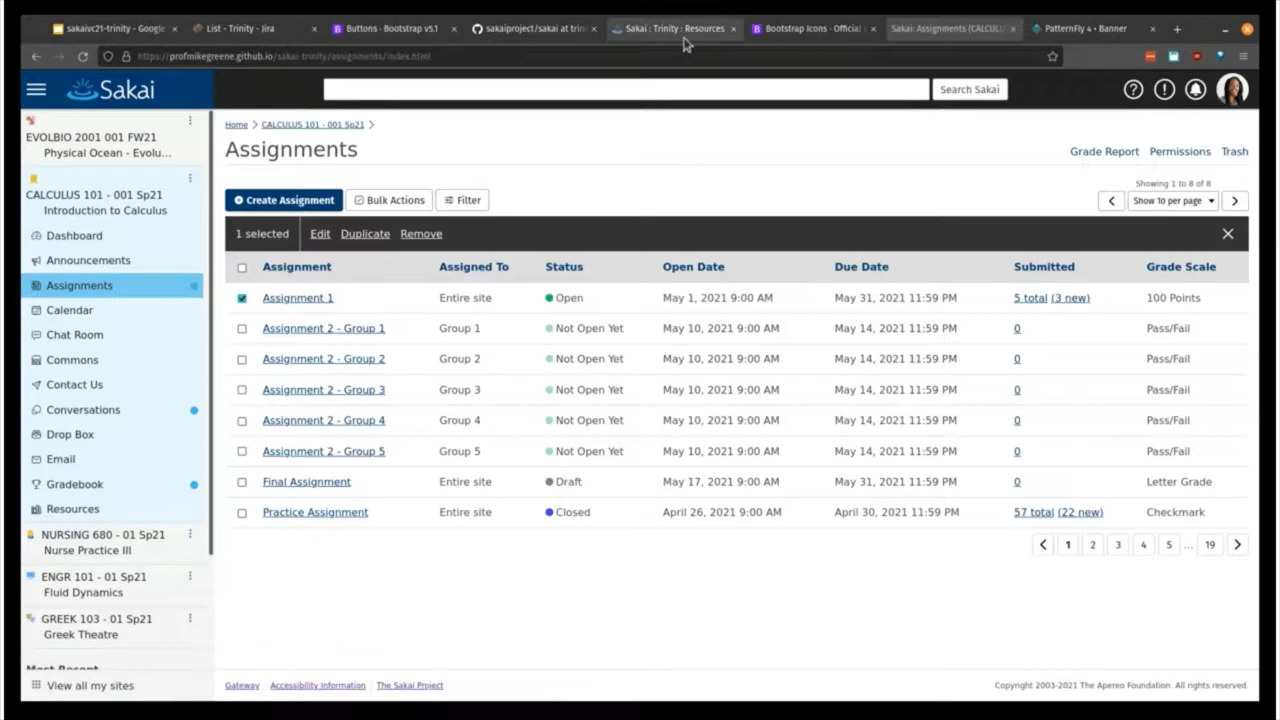 sakaivc21-trinity - Google
List - Trinity - Jira
Buttons · Bootstrap v5.1
sakaiproject/sakai at trini
Sakai : Trinity : Resources
Bootstrap Icons · Official
Sakai: Assignments (CALCULUS
PatternFly 4 • Banner
https://profmikegreene.github.io/sakai-trinity/assignments/index.html
Sakai
Search Sakai
EVOLBIO 2001 001 FW21
Physical Ocean - Evolu...
CALCULUS 101 - 001 Sp21
Introduction to Calculus
Dashboard
Announcements
Assignments
Calendar
Chat Room
Commons
Contact Us
Conversations
Drop Box
Email
Gradebook
Resources
NURSING 680 - 01 Sp21
Nurse Practice III
ENGR 101 - 01 Sp21
Fluid Dynamics
GREEK 103 - 01 Sp21
Greek Theatre
Most Recent
View all my sites
Home > CALCULUS 101 - 001 Sp21 >
Assignments
Grade Report Permissions Trash
Showing 1 to 8 of 8
Create Assignment Bulk Actions Filter
Show 10 per page
1 selected Edit Duplicate Remove
Assignment Assigned To Status Open Date Due Date Submitted Grade Scale
Assignment 1 Entire site Open May 1, 2021 9:00 AM May 31, 2021 11:59 PM 5 total (3 new) 100 Points
Assignment 2 - Group 1 Group 1 Not Open Yet May 10, 2021 9:00 AM May 14, 2021 11:59 PM 0 Pass/Fail
Assignment 2 - Group 2 Group 2 Not Open Yet May 10, 2021 9:00 AM May 14, 2021 11:59 PM 0 Pass/Fail
Assignment 2 - Group 3 Group 3 Not Open Yet May 10, 2021 9:00 AM May 14, 2021 11:59 PM 0 Pass/Fail
Assignment 2 - Group 4 Group 4 Not Open Yet May 10, 2021 9:00 AM May 14, 2021 11:59 PM 0 Pass/Fail
Assignment 2 - Group 5 Group 5 Not Open Yet May 10, 2021 9:00 AM May 14, 2021 11:59 PM 0 Pass/Fail
Final Assignment Entire site Draft May 17, 2021 9:00 AM May 31, 2021 11:59 PM 0 Letter Grade
Practice Assignment Entire site Closed April 26, 2021 9:00 AM April 30, 2021 11:59 PM 57 total (22 new) Checkmark
1 2 3 4 5 ... 19
Gateway Accessibility Information The Sakai Project
Copyright 2003-2021 The Apereo Foundation. All rights reserved.